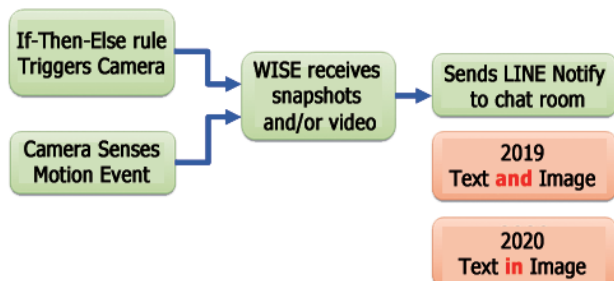 If-Then-Else rule
Triggers Camera
Camera Senses
Motion Event
WISE receives
snapshots
and/or video
Sends LINE Notify
to chat room
2019
Text and Image
2020
Text in Image